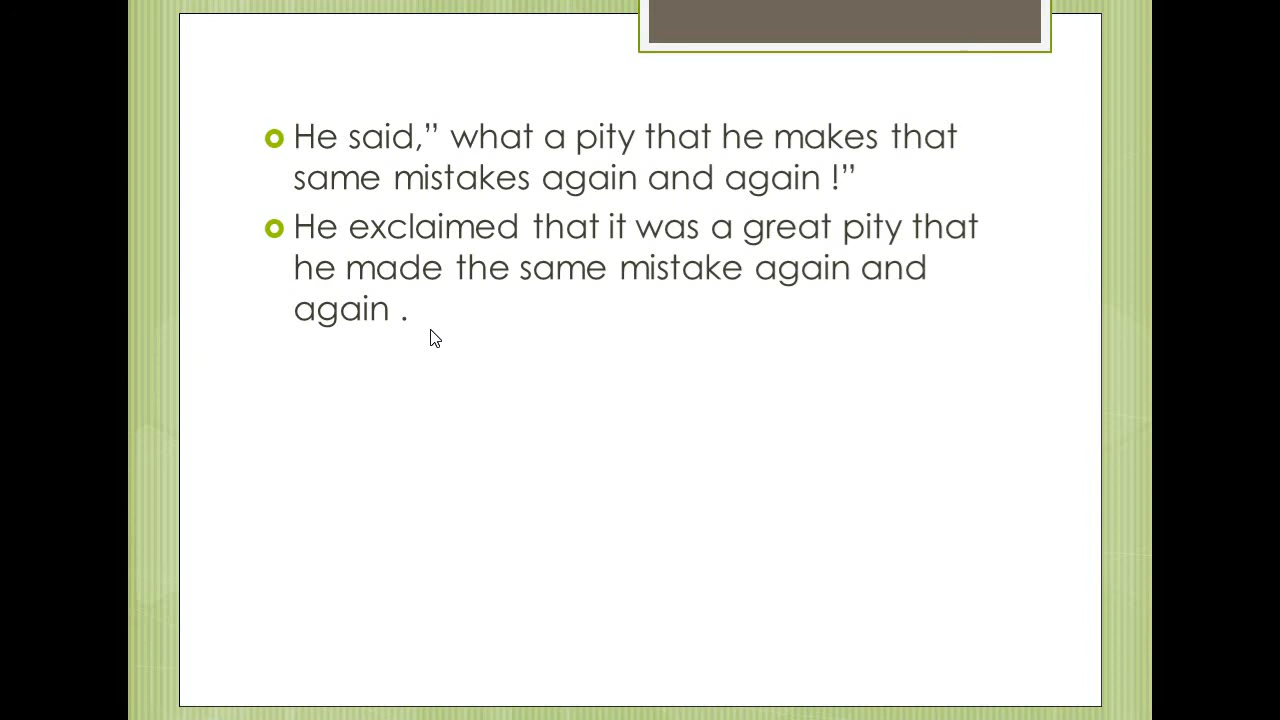 He said,” what a pity that he makes that
same mistakes again and again !”
He exclaimed that it was a great pity that
he made the same mistake again and
again .